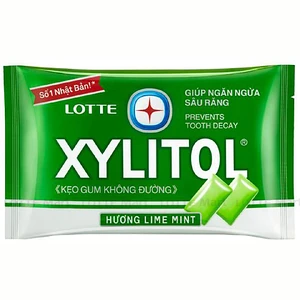 Số 1 Nhật Bản!*
LOTTE
GIÚP NGĂN NGỪA
SÂU RĂNG
PREVENTS
TOOTH DECAY
XYLITOL®
《KẸO GUM KHÔNG ĐƯỜNG》
HƯƠNG LIME MINT